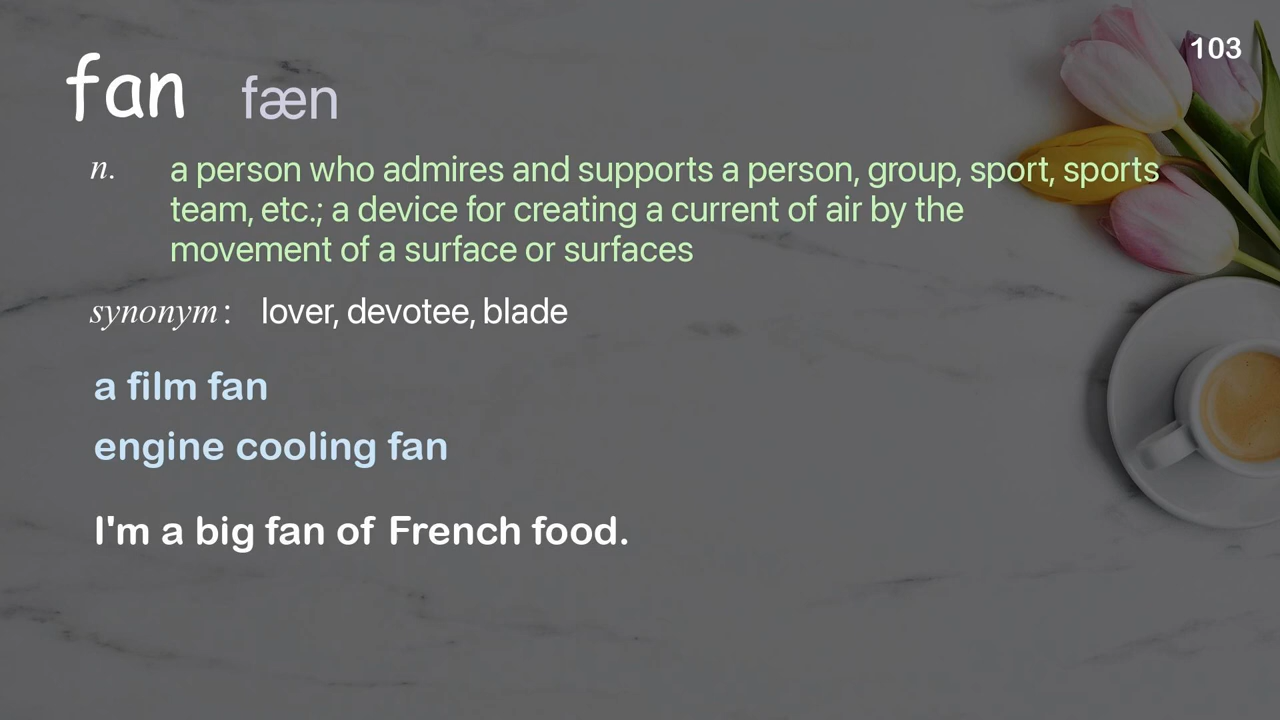 103
fan fæn
n. a person who admires and supports a person, group, sport, sports
team, etc.; a device for creating a current of air by the
movement of a surface or surfaces
synonym: lover, devotee, blade
a film fan
engine cooling fan
I'm a big fan of French food.